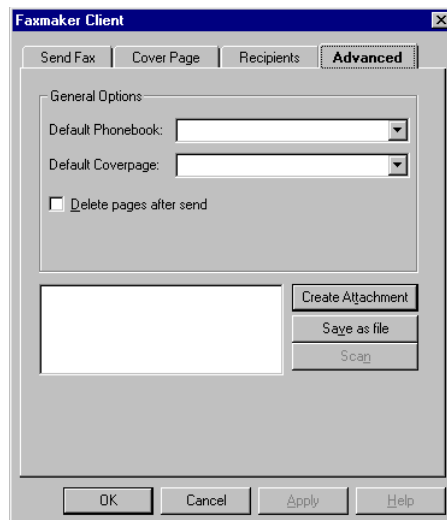 Faxmaker Client
Send Fax Cover Page Recipients Advanced
General Options
Default Phonebook:
Default Coverpage:
Delete pages after send
Create Attachment
Save as file
Scan
OK Cancel Apply Help